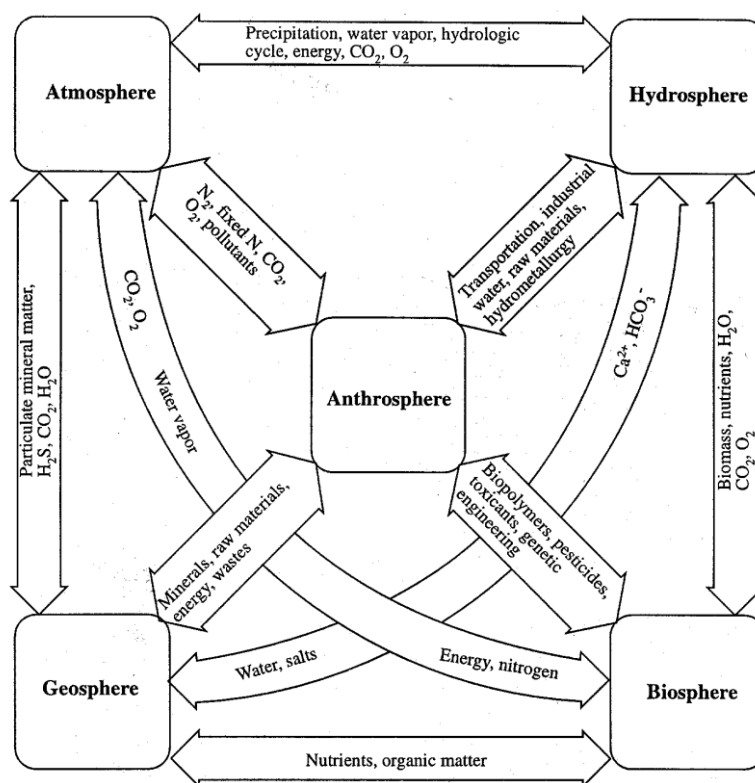 Precipitation, water vapor, hydrologic
cycle, energy, CO₂, O₂
Atmosphere
Hydrosphere
N₂, fixed N, CO₂,
O₂, pollutants
Transportation, industrial
water, raw materials,
hydrometallurgy
CO₂, O₂
Water vapor
Ca²⁺, HCO₃⁻
Particulate mineral matter,
H₂S, CO₂, H₂O
Anthrosphere
Biomass, nutrients, H₂O,
CO₂, O₂
Minerals, raw materials,
energy, wastes
Biopolymers, pesticides,
toxicants, genetic
engineering
Geosphere
Water, salts
Energy, nitrogen
Biosphere
Nutrients, organic matter